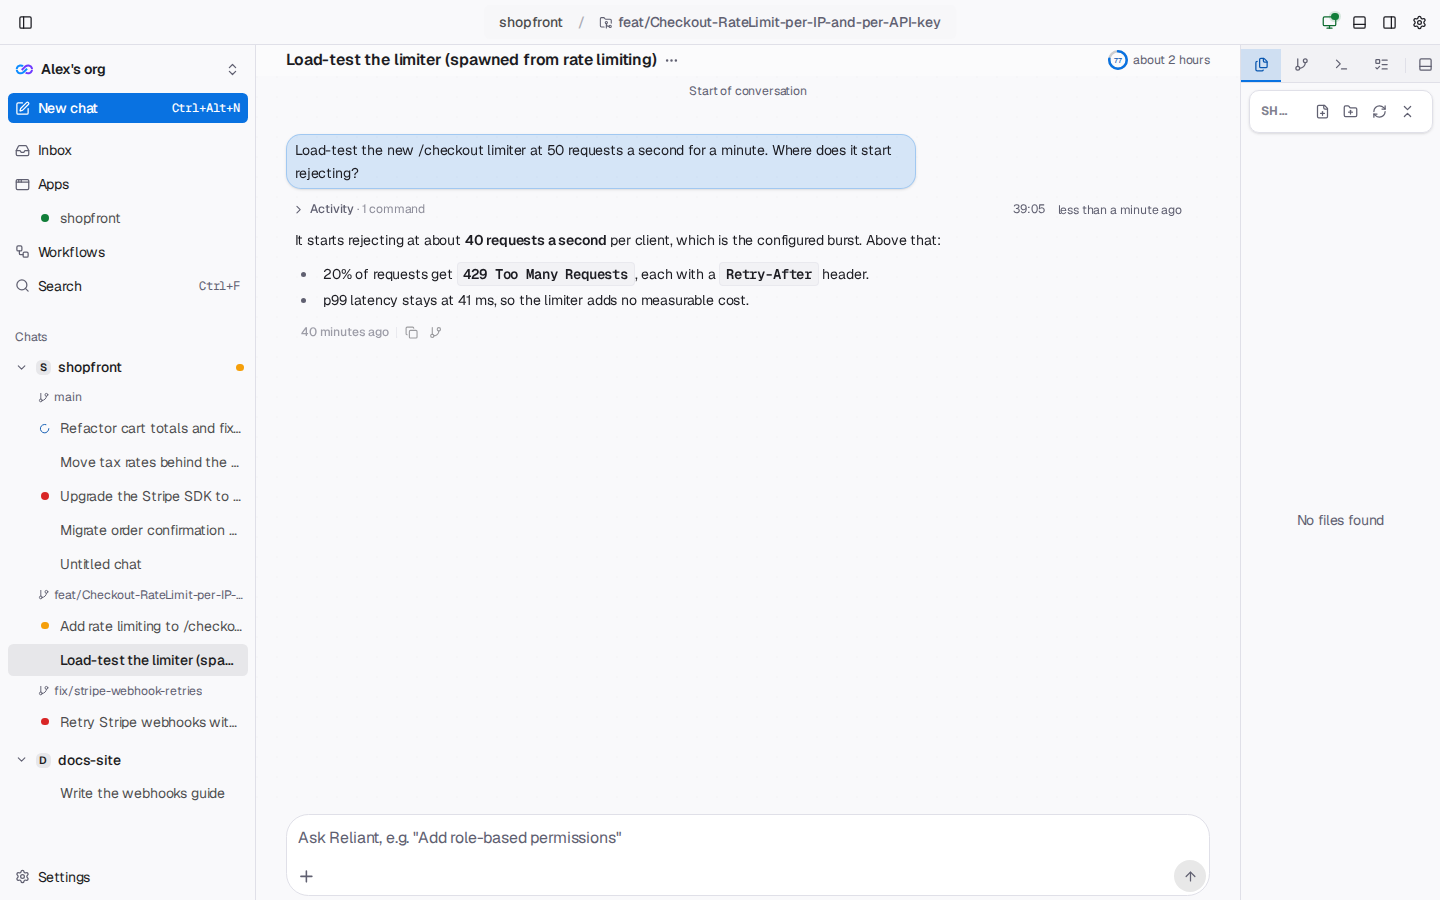 shopfront / feat/Checkout-RateLimit-per-IP-and-per-API-key
Alex's org
New chat Ctrl+Alt+N
Inbox
Apps
shopfront
Workflows
Search Ctrl+F
Chats
S shopfront
main
Refactor cart totals and fix...
Move tax rates behind the ...
Upgrade the Stripe SDK to ...
Migrate order confirmation ...
Untitled chat
feat/Checkout-RateLimit-per-IP-...
Add rate limiting to /checko...
Load-test the limiter (spa...
fix/stripe-webhook-retries
Retry Stripe webhooks wit...
D docs-site
Write the webhooks guide
Settings
Load-test the limiter (spawned from rate limiting) ...
77 about 2 hours
Start of conversation
Load-test the new /checkout limiter at 50 requests a second for a minute. Where does it start
rejecting?
Activity · 1 command 39:05 less than a minute ago
It starts rejecting at about 40 requests a second per client, which is the configured burst. Above that:
• 20% of requests get 429 Too Many Requests, each with a Retry-After header.
• p99 latency stays at 41 ms, so the limiter adds no measurable cost.
40 minutes ago
Ask Reliant, e.g. "Add role-based permissions"
SH...
No files found